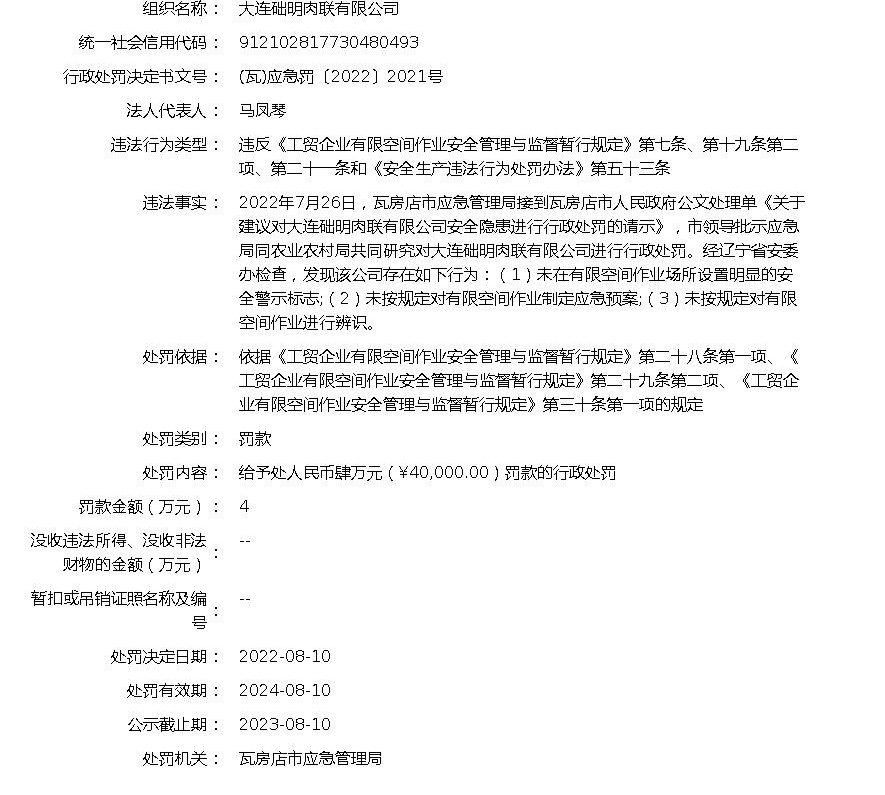 组织名称： 大连础明肉联有限公司
统一社会信用代码： 912102817730480493
行政处罚决定书文号： (瓦)应急罚〔2022〕2021号
法人代表人： 马凤琴
违法行为类型： 违反《工贸企业有限空间作业安全管理与监督暂行规定》第七条、第十九条第二
项、第二十一条和《安全生产违法行为处罚办法》第五十三条
违法事实： 2022年7月26日，瓦房店市应急管理局接到瓦房店市人民政府公文处理单《关于
建议对大连础明肉联有限公司安全隐患进行行政处罚的请示》，市领导批示应急
局同农业农村局共同研究对大连础明肉联有限公司进行行政处罚。经辽宁省安委
办检查，发现该公司存在如下行为：（1）未在有限空间作业场所设置明显的安
全警示标志;（2）未按规定对有限空间作业制定应急预案;（3）未按规定对有限
空间作业进行辨识。
处罚依据： 依据《工贸企业有限空间作业安全管理与监督暂行规定》第二十八条第一项、《
工贸企业有限空间作业安全管理与监督暂行规定》第二十九条第二项、《工贸企
业有限空间作业安全管理与监督暂行规定》第三十条第一项的规定
处罚类别： 罚款
处罚内容： 给予处人民币肆万元（¥40,000.00）罚款的行政处罚
罚款金额（万元）： 4
没收违法所得、没收非法
财物的金额（万元）： --
暂扣或吊销证照名称及编
号： --
处罚决定日期： 2022-08-10
处罚有效期： 2024-08-10
公示截止期： 2023-08-10
处罚机关： 瓦房店市应急管理局